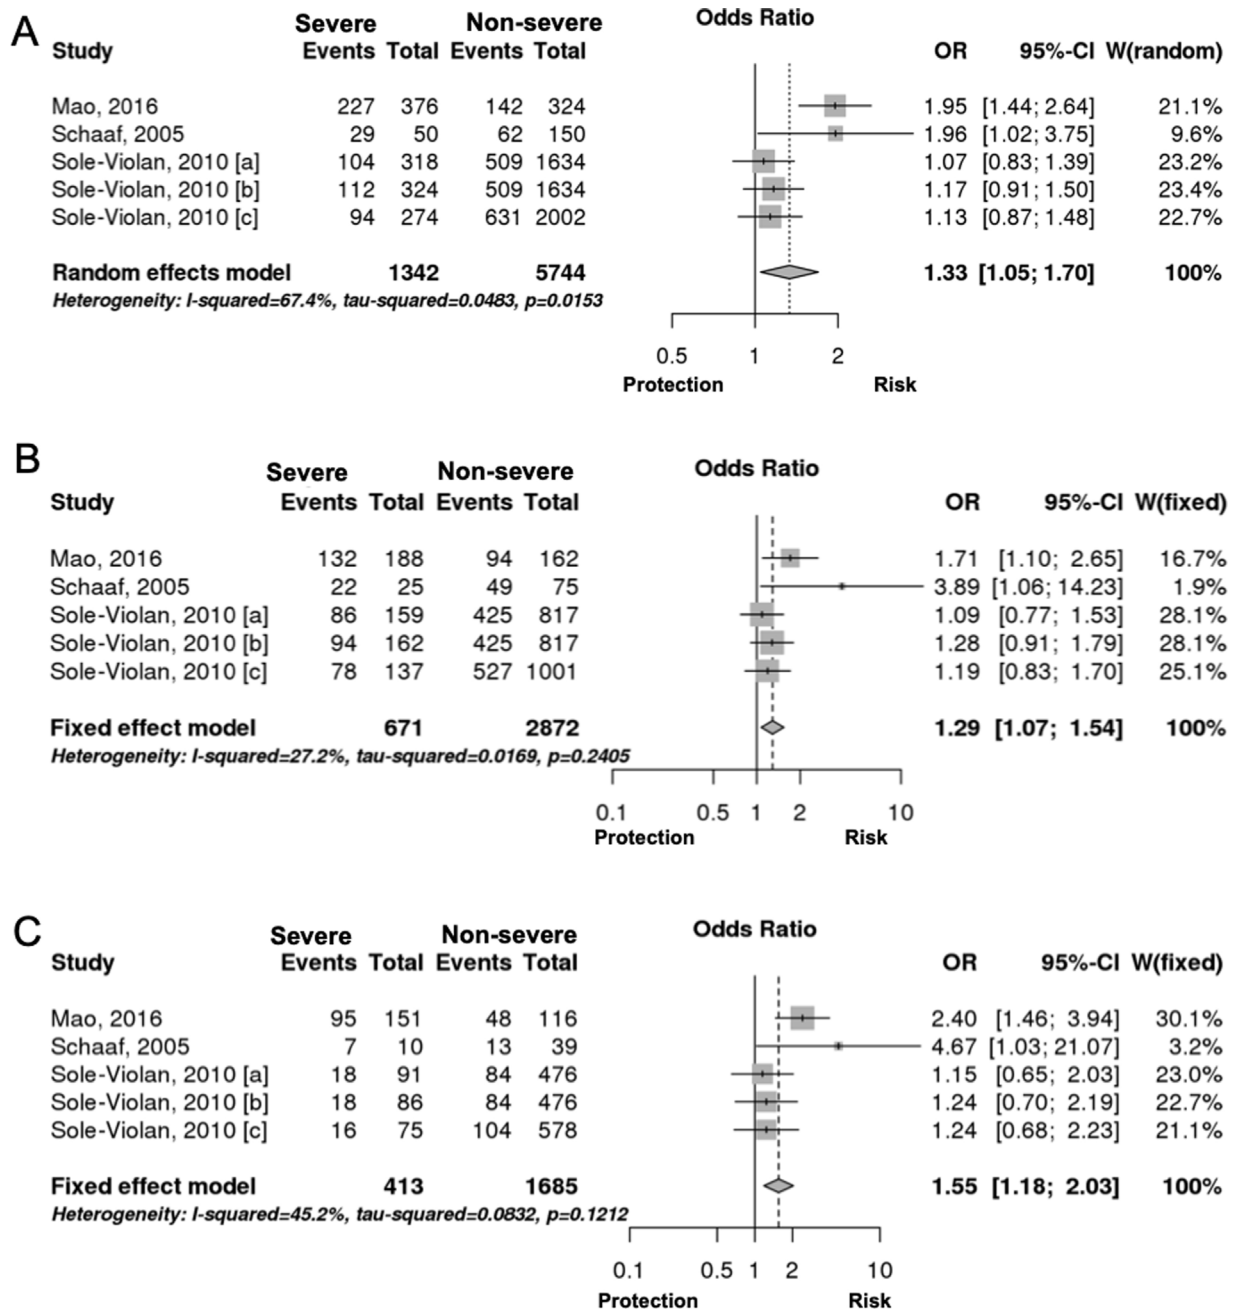 A
Severe Non-severe Odds Ratio
Study Events Total Events Total OR 95%-CI W(random)
Mao, 2016 227 376 142 324 1.95 [1.44; 2.64] 21.1%
Schaaf, 2005 29 50 62 150 1.96 [1.02; 3.75] 9.6%
Sole-Violan, 2010 [a] 104 318 509 1634 1.07 [0.83; 1.39] 23.2%
Sole-Violan, 2010 [b] 112 324 509 1634 1.17 [0.91; 1.50] 23.4%
Sole-Violan, 2010 [c] 94 274 631 2002 1.13 [0.87; 1.48] 22.7%
Random effects model 1342 5744 1.33 [1.05; 1.70] 100%
Heterogeneity: I-squared=67.4%, tau-squared=0.0483, p=0.0153
0.5 1 2
Protection Risk
B
Severe Non-severe Odds Ratio
Study Events Total Events Total OR 95%-CI W(fixed)
Mao, 2016 132 188 94 162 1.71 [1.10; 2.65] 16.7%
Schaaf, 2005 22 25 49 75 3.89 [1.06; 14.23] 1.9%
Sole-Violan, 2010 [a] 86 159 425 817 1.09 [0.77; 1.53] 28.1%
Sole-Violan, 2010 [b] 94 162 425 817 1.28 [0.91; 1.79] 28.1%
Sole-Violan, 2010 [c] 78 137 527 1001 1.19 [0.83; 1.70] 25.1%
Fixed effect model 671 2872 1.29 [1.07; 1.54] 100%
Heterogeneity: I-squared=27.2%, tau-squared=0.0169, p=0.2405
0.1 0.5 1 2 10
Protection Risk
C
Severe Non-severe Odds Ratio
Study Events Total Events Total OR 95%-CI W(fixed)
Mao, 2016 95 151 48 116 2.40 [1.46; 3.94] 30.1%
Schaaf, 2005 7 10 13 39 4.67 [1.03; 21.07] 3.2%
Sole-Violan, 2010 [a] 18 91 84 476 1.15 [0.65; 2.03] 23.0%
Sole-Violan, 2010 [b] 18 86 84 476 1.24 [0.70; 2.19] 22.7%
Sole-Violan, 2010 [c] 16 75 104 578 1.24 [0.68; 2.23] 21.1%
Fixed effect model 413 1685 1.55 [1.18; 2.03] 100%
Heterogeneity: I-squared=45.2%, tau-squared=0.0832, p=0.1212
0.1 0.5 1 2 10
Protection Risk